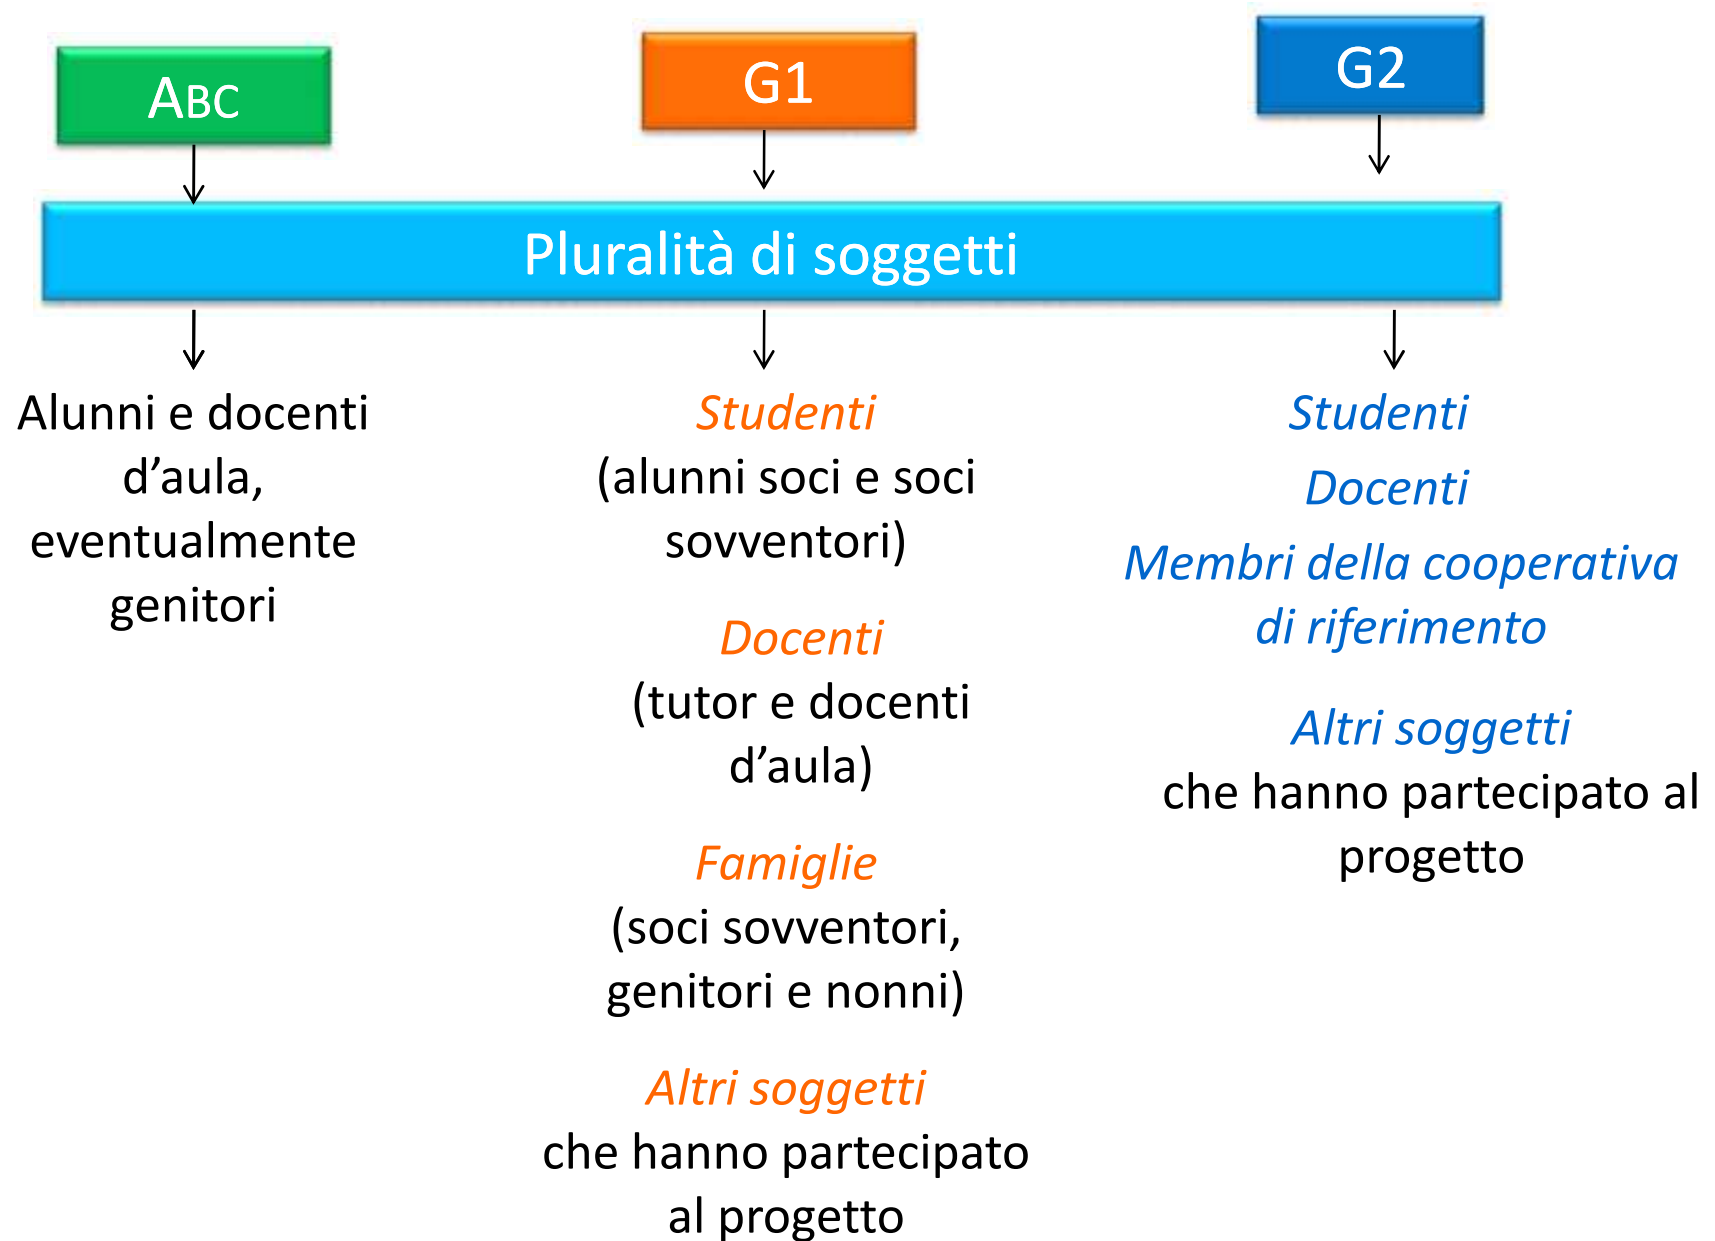 ABC
G1
G2
Pluralità di soggetti
Alunni e docenti
d’aula,
eventualmente
genitori
Studenti
(alunni soci e soci
sovventori)
Docenti
(tutor e docenti
d’aula)
Famiglie
(soci sovventori,
genitori e nonni)
Altri soggetti
che hanno partecipato
al progetto
Studenti
Docenti
Membri della cooperativa
di riferimento
Altri soggetti
che hanno partecipato al
progetto